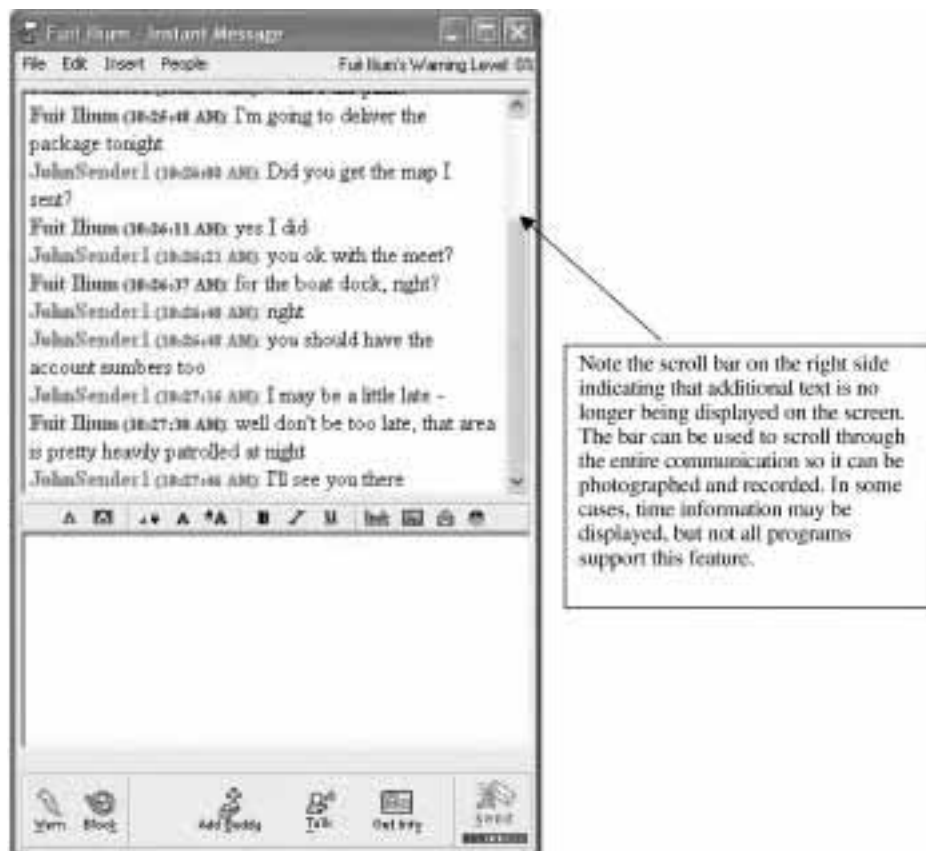 Fuit Ilium - Instant Message
File Edit Insert People Fuit Ilium's Warning Level: 0%
Fuit Ilium (10:25:48 AM): I'm going to deliver the
package tonight
JohnSender1 (10:26:00 AM): Did you get the map I
sent?
Fuit Ilium (10:26:11 AM): yes I did
JohnSender1 (10:26:21 AM): you ok with the meet?
Fuit Ilium (10:26:37 AM): for the boat dock, right?
JohnSender1 (10:26:40 AM): right
JohnSender1 (10:26:48 AM): you should have the
account numbers too
JohnSender1 (10:27:16 AM): I may be a little late -
Fuit Ilium (10:27:38 AM): well don't be too late, that area
is pretty heavily patrolled at night
JohnSender1 (10:27:46 AM): I'll see you there
A A A A B I U link
Warn Block Add Buddy Talk Get Info Send
Note the scroll bar on the right side
indicating that additional text is no
longer being displayed on the screen.
The bar can be used to scroll through
the entire communication so it can be
photographed and recorded. In some
cases, time information may be
displayed, but not all programs
support this feature.